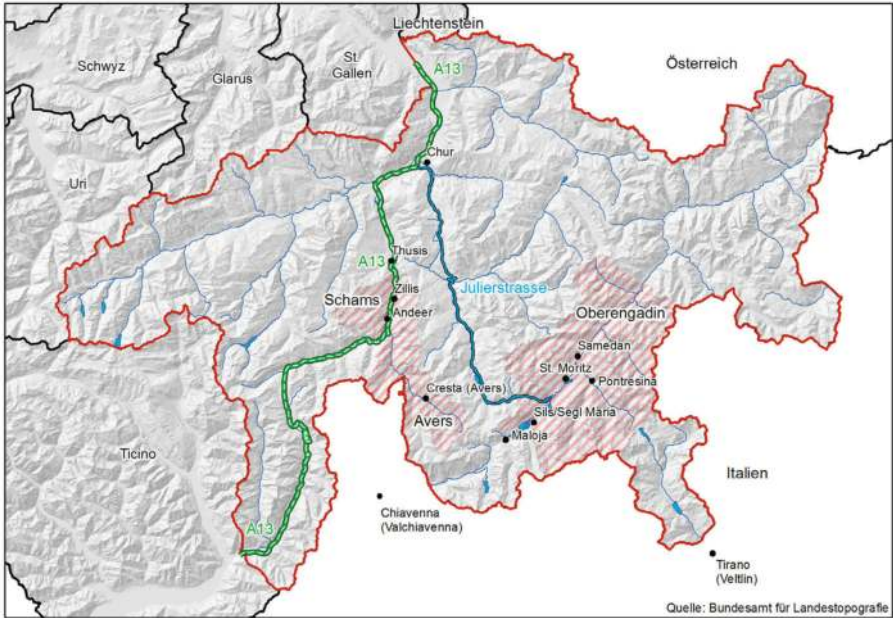 Liechtenstein
Schwyz
St.
Gallen
Glarus
A13
Österreich
Chur
Uri
Thusis
A13
Julierstrasse
Zillis
Schams
Andeer
Oberengadin
Samedan
St. Moritz
Pontresina
Cresta (Avers)
Avers
Sils/Segl Maria
Maloja
Ticino
Italien
Chiavenna
(Valchiavenna)
A13
Tirano
(Veltlin)
Quelle: Bundesamt für Landestopografie